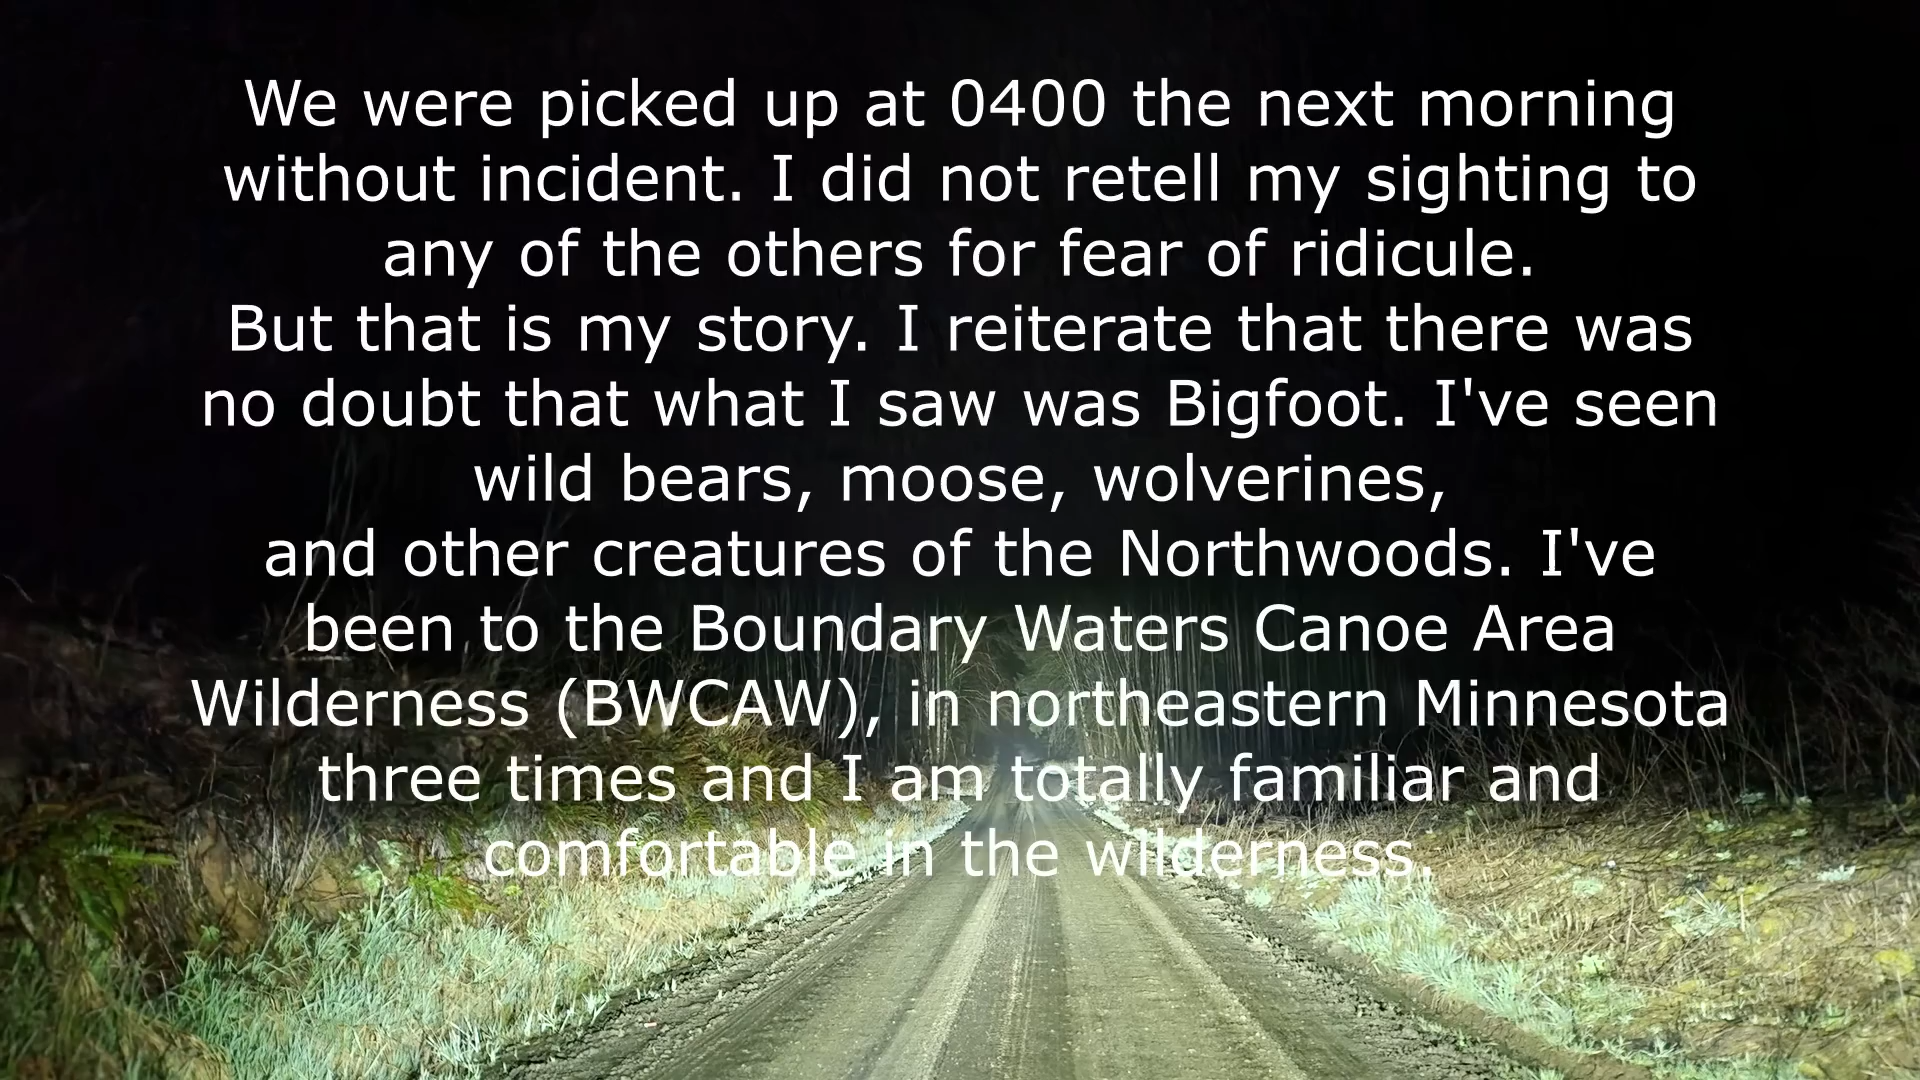 We were picked up at 0400 the next morning
without incident. I did not retell my sighting to
any of the others for fear of ridicule.
But that is my story. I reiterate that there was
no doubt that what I saw was Bigfoot. I've seen
wild bears, moose, wolverines,
and other creatures of the Northwoods. I've
been to the Boundary Waters Canoe Area
Wilderness (BWCAW), in northeastern Minnesota
three times and I am totally familiar and
comfortable in the wilderness.